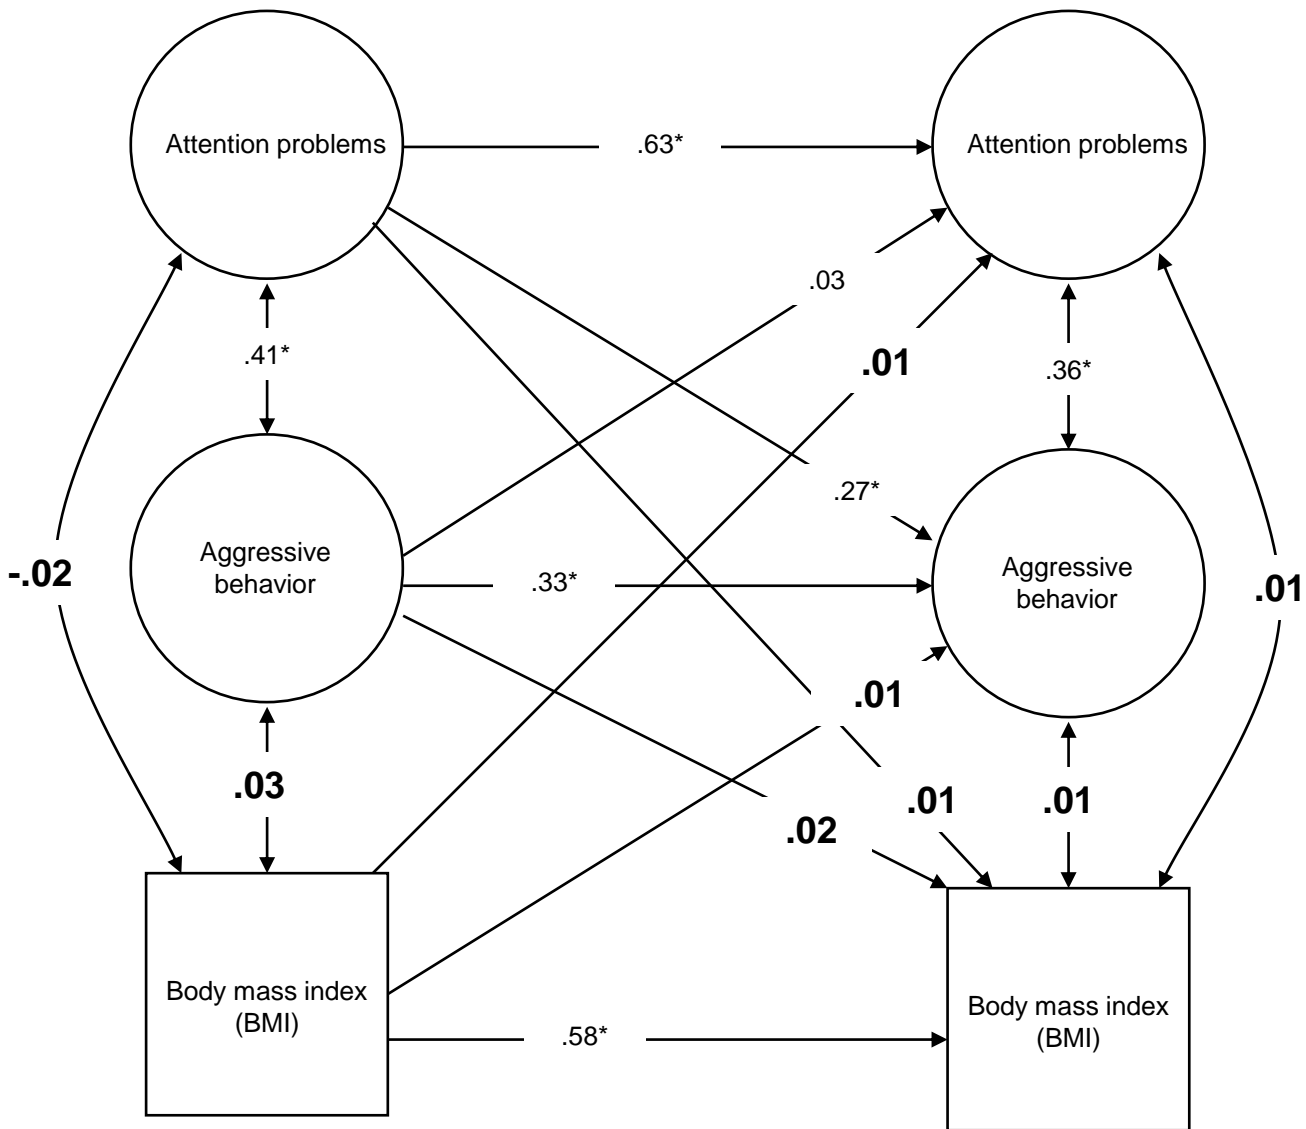 Attention problems
.63*
Attention problems
.03
.41*
.01
.36*
.27*
Aggressive
behavior
-.02
.33*
Aggressive
behavior
.01
.01
.03
.02
.01
.01
Body mass index
(BMI)
.58*
Body mass index
(BMI)